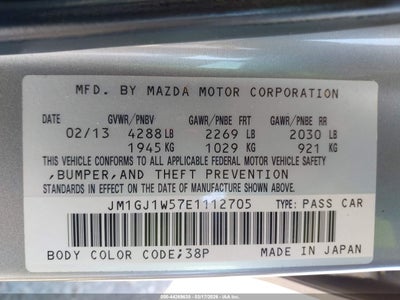 MFD. BY MAZDA MOTOR CORPORATION
DATE GVWR/PNBV GAWR/PNBE FRT GAWR/PNBE RR
02/13 4288 LB 2269 LB 2030 LB
1945 KG 1029 KG 921 KG
THIS VEHICLE CONFORMS TO ALL APPLICABLE FEDERAL MOTOR VEHICLE SAFETY
,BUMPER,AND THEFT PREVENTION
STANDARDS IN EFFECT ON THE DATE OF MANUFACTURE SHOWN ABOVE.
JM1GJ1W57E1112705 TYPE: PASS CAR
BODY COLOR CODE;38P MADE IN JAPAN